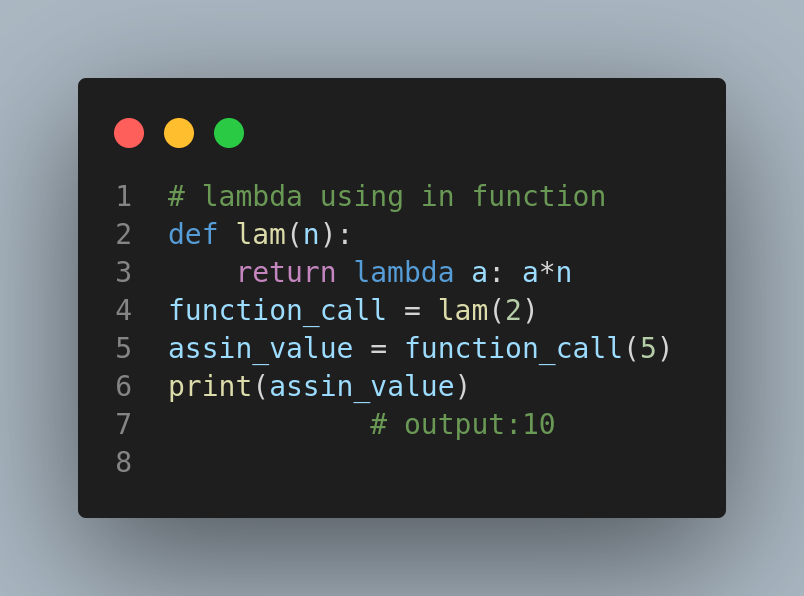 1 # lambda using in function
2 def lam(n):
3     return lambda a: a*n
4 function_call = lam(2)
5 assin_value = function_call(5)
6 print(assin_value)
7             # output:10
8